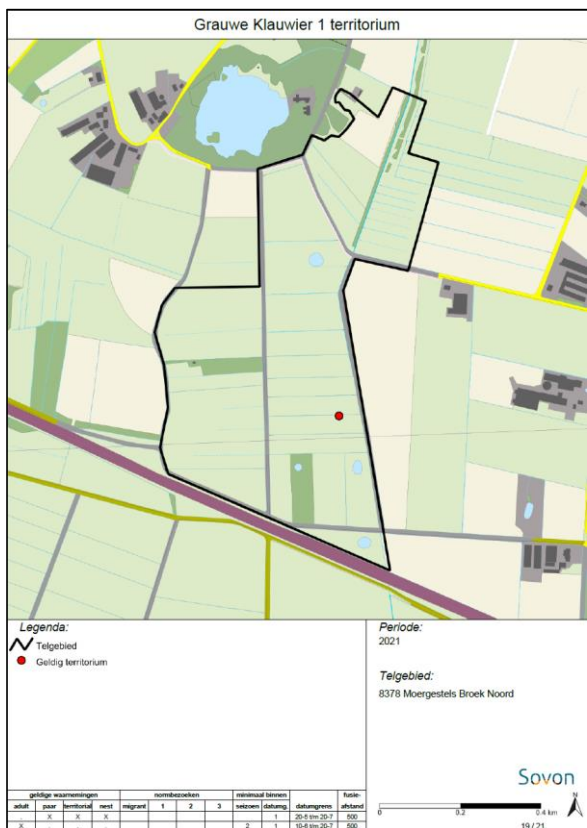 Grauwe Klauwier 1 territorium
Legenda:
Telgebied
Geldig territorium
Periode:
2021
Telgebied:
8378 Moergestels Broek Noord
Sovon
geldige waarnemingen normbezoeken minimaal binnen fusie-
adult paar territoriaal nest migrant 1 2 3 seizoen datumg. datumgrens afstand
. X X X 1 20-5 t/m 20-7 500
X . . . 2 1 10-6 t/m 20-7 500
0 0.2 0.4 km
19 / 21